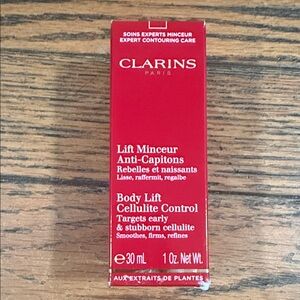 SOINS EXPERTS MINCEUR
EXPERT CONTOURING CARE
CLARINS
PARIS
Lift Minceur
Anti-Capitons
Rebelles et naissants
Lisse, raffermit, regalbe
Body Lift
Cellulite Control
Targets early
& stubborn cellulite
Smoothes, firms, refines
e30 mL 1 Oz. Net Wt.
AUX EXTRAITS DE PLANTES